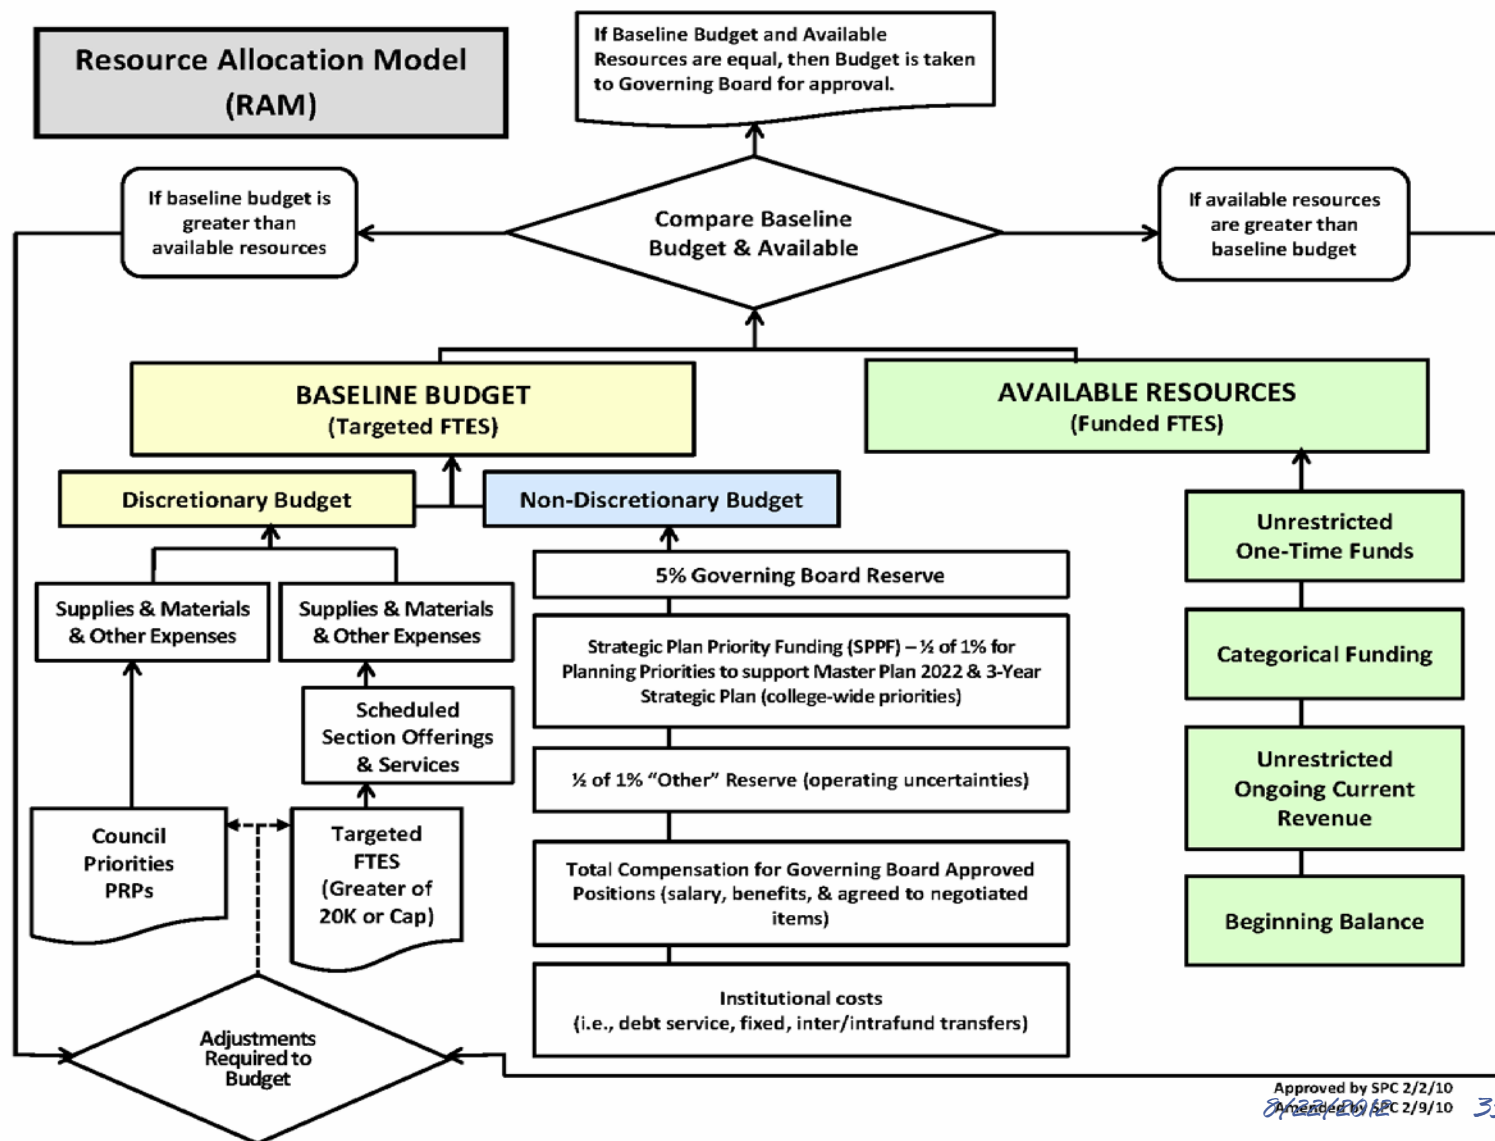 Resource Allocation Model
(RAM)
If Baseline Budget and Available
Resources are equal, then Budget is taken
to Governing Board for approval.
If baseline budget is
greater than
available resources
Compare Baseline
Budget & Available
If available resources
are greater than
baseline budget
BASELINE BUDGET
(Targeted FTES)
AVAILABLE RESOURCES
(Funded FTES)
Discretionary Budget
Non-Discretionary Budget
Supplies & Materials
& Other Expenses
Supplies & Materials
& Other Expenses
Scheduled
Section Offerings
& Services
Council
Priorities
PRPs
Targeted
FTES
(Greater of
20K or Cap)
Adjustments
Required to
Budget
5% Governing Board Reserve
Strategic Plan Priority Funding (SPPF) – ½ of 1% for
Planning Priorities to support Master Plan 2022 & 3-Year
Strategic Plan (college-wide priorities)
½ of 1% “Other” Reserve (operating uncertainties)
Total Compensation for Governing Board Approved
Positions (salary, benefits, & agreed to negotiated
items)
Institutional costs
(i.e., debt service, fixed, inter/intrafund transfers)
Unrestricted
One-Time Funds
Categorical Funding
Unrestricted
Ongoing Current
Revenue
Beginning Balance
Approved by SPC 2/2/10
Amended by SPC 2/9/10
8/22/2012